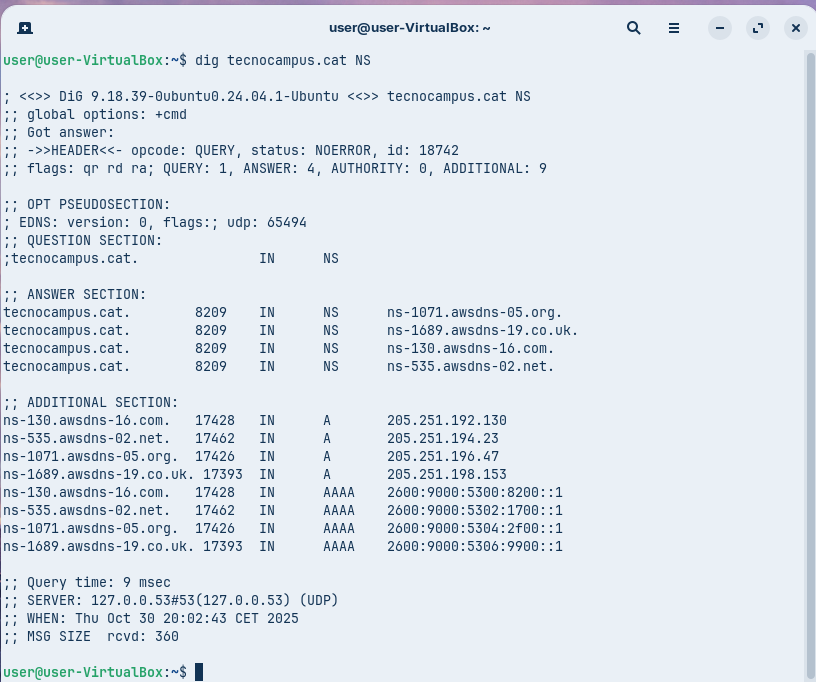 user@user-VirtualBox: ~
user@user-VirtualBox:~$ dig tecnocampus.cat NS
; <<>> DiG 9.18.39-0ubuntu0.24.04.1-Ubuntu <<>> tecnocampus.cat NS
;; global options: +cmd
;; Got answer:
;; ->>HEADER<<- opcode: QUERY, status: NOERROR, id: 18742
;; flags: qr rd ra; QUERY: 1, ANSWER: 4, AUTHORITY: 0, ADDITIONAL: 9
;; OPT PSEUDOSECTION:
; EDNS: version: 0, flags:; udp: 65494
;; QUESTION SECTION:
;tecnocampus.cat. IN NS
;; ANSWER SECTION:
tecnocampus.cat. 8209 IN NS ns-1071.awsdns-05.org.
tecnocampus.cat. 8209 IN NS ns-1689.awsdns-19.co.uk.
tecnocampus.cat. 8209 IN NS ns-130.awsdns-16.com.
tecnocampus.cat. 8209 IN NS ns-535.awsdns-02.net.
;; ADDITIONAL SECTION:
ns-130.awsdns-16.com. 17428 IN A 205.251.192.130
ns-535.awsdns-02.net. 17462 IN A 205.251.194.23
ns-1071.awsdns-05.org. 17426 IN A 205.251.196.47
ns-1689.awsdns-19.co.uk. 17393 IN A 205.251.198.153
ns-130.awsdns-16.com. 17428 IN AAAA 2600:9000:5300:8200::1
ns-535.awsdns-02.net. 17462 IN AAAA 2600:9000:5302:1700::1
ns-1071.awsdns-05.org. 17426 IN AAAA 2600:9000:5304:2f00::1
ns-1689.awsdns-19.co.uk. 17393 IN AAAA 2600:9000:5306:9900::1
;; Query time: 9 msec
;; SERVER: 127.0.0.53#53(127.0.0.53) (UDP)
;; WHEN: Thu Oct 30 20:02:43 CET 2025
;; MSG SIZE  rcvd: 360
user@user-VirtualBox:~$